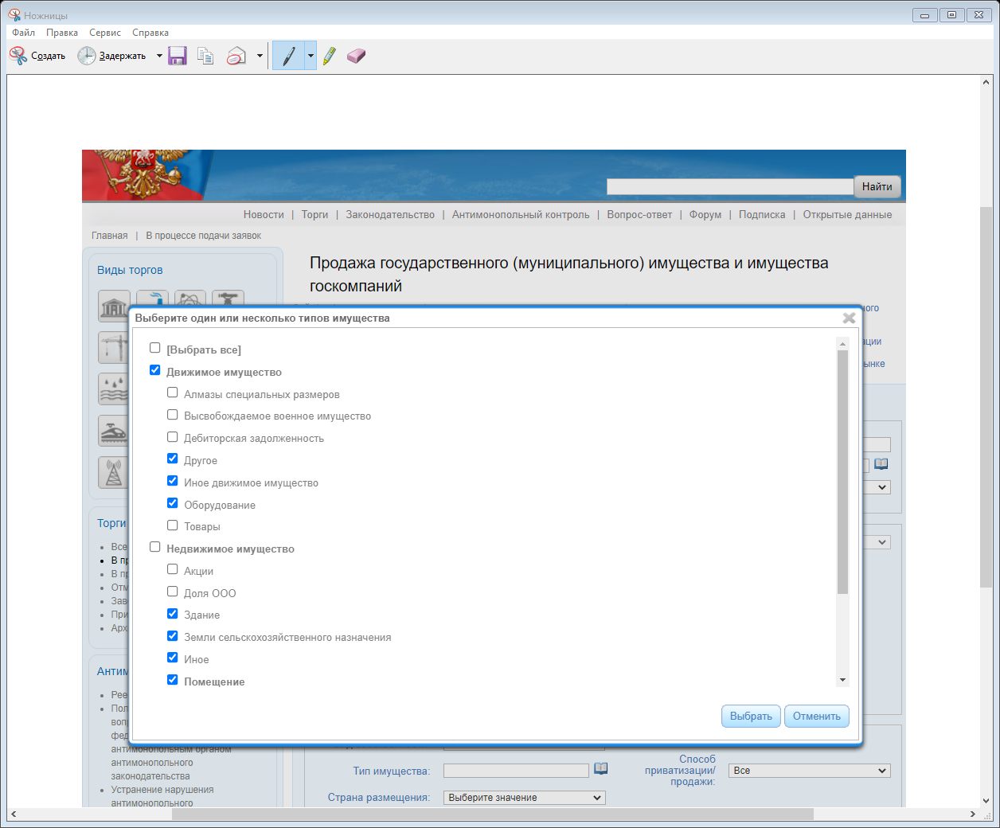 Ножницы
Файл Правка Сервис Справка
Создать Задержать
Найти
Новости | Торги | Законодательство | Антимонопольный контроль | Вопрос-ответ | Форум | Подписка | Открытые данные
Главная | В процессе подачи заявок
Виды торгов
Продажа государственного (муниципального) имущества и имущества
госкомпаний
Выберите один или несколько типов имущества
[Выбрать все]
Движимое имущество
Алмазы специальных размеров
Высвобождаемое военное имущество
Дебиторская задолженность
Другое
Иное движимое имущество
Оборудование
Товары
Недвижимое имущество
Акции
Доля ООО
Здание
Земли сельскохозяйственного назначения
Иное
Помещение
Выбрать Отменить
Торги
Все
В пр
В пр
Отм
Зав
При
Арх
Антим
Рее
Пол
вопр
фед
антимонопольным органом
антимонопольного
законодательства
Устранение нарушения
антимонопольного
ного
ации
ынке
Тип имущества:
Способ
приватизации/
продажи:
Все
Страна размещения: Выберите значение